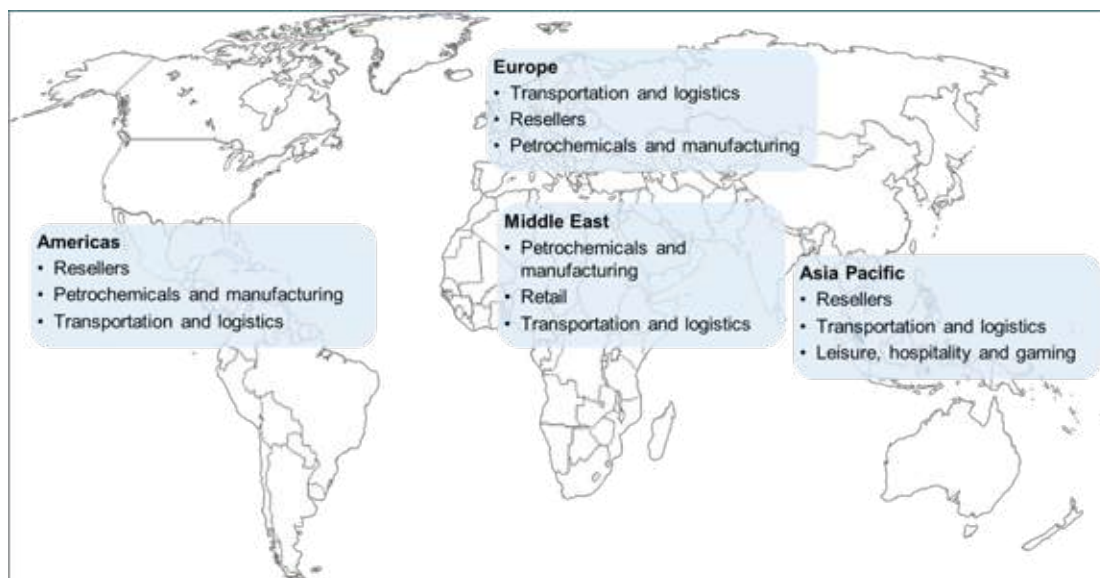 Europe
• Transportation and logistics
• Resellers
• Petrochemicals and manufacturing
Middle East
• Petrochemicals and
manufacturing
• Retail
• Transportation and logistics
Americas
• Resellers
• Petrochemicals and manufacturing
• Transportation and logistics
Asia Pacific
• Resellers
• Transportation and logistics
• Leisure, hospitality and gaming